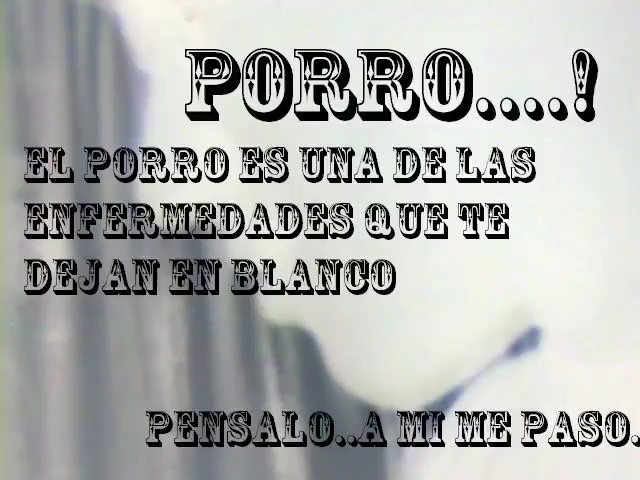 PORRO....!
EL PORRO ES UNA DE LAS
ENFERMEDADES QUE TE
DEJAN EN BLANCO
PENSALO..A MI ME PASO.